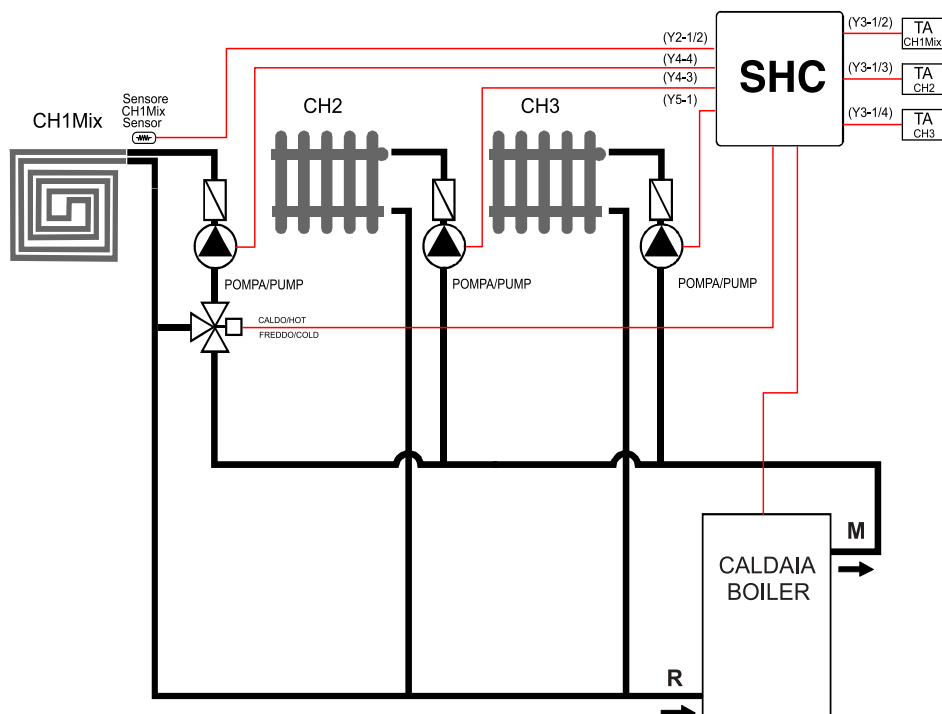 (Y2-1/2)
(Y4-4)
(Y4-3)
(Y5-1)
SHC
(Y3-1/2)
TA
CH1Mix
(Y3-1/3)
TA
CH2
(Y3-1/4)
TA
CH3
CH1Mix
Sensore
CH1Mix
Sensor
CH2
CH3
POMPA/PUMP
POMPA/PUMP
POMPA/PUMP
CALDO/HOT
FREDDO/COLD
M
CALDAIA
BOILER
R